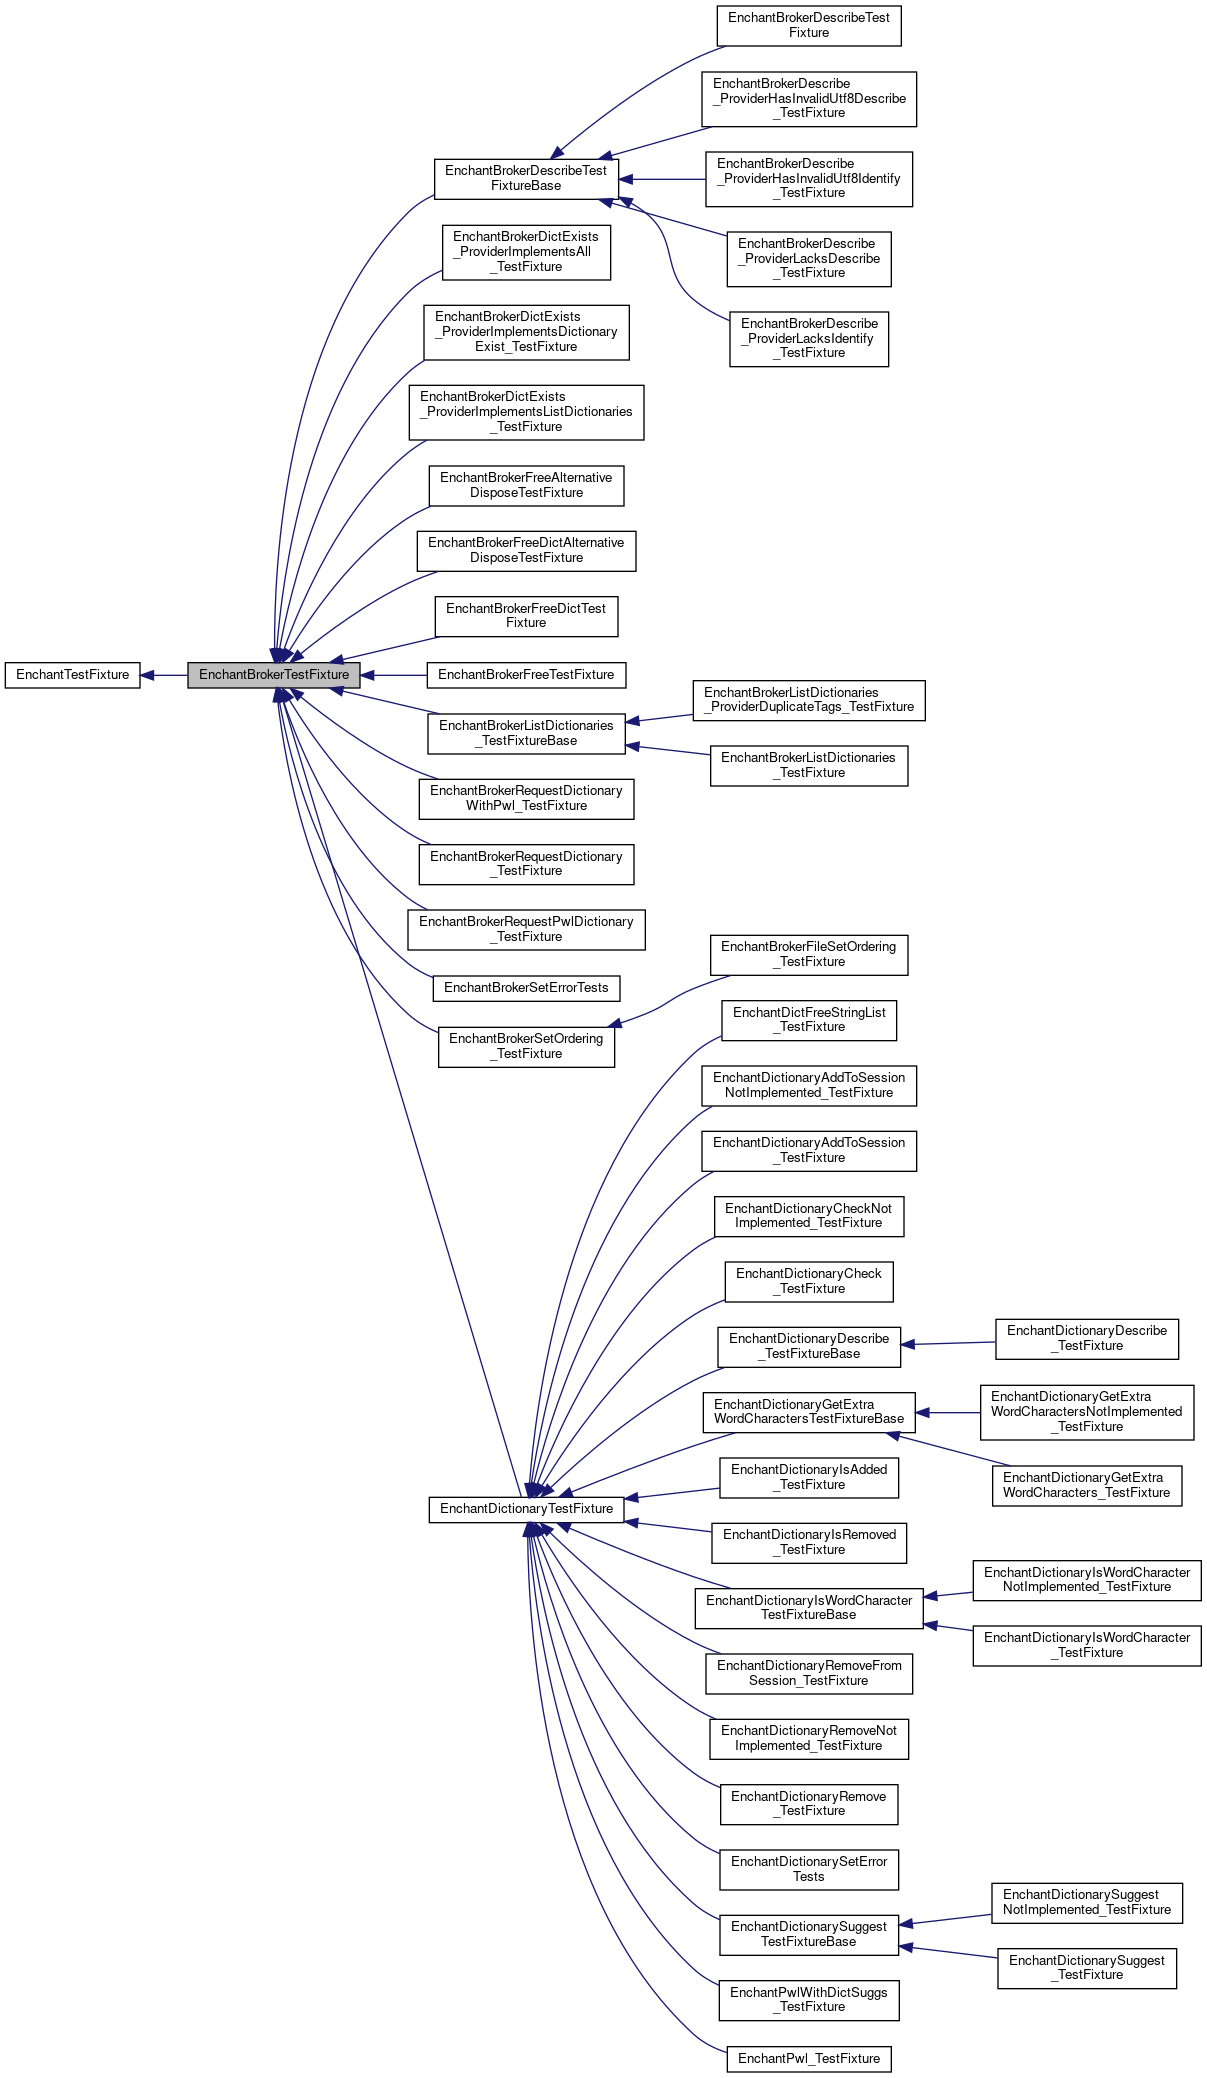 EnchantBrokerDescribeTest
Fixture
EnchantBrokerDescribe
_ProviderHasInvalidUtf8Describe
_TestFixture
EnchantBrokerDescribeTest
FixtureBase
EnchantBrokerDescribe
_ProviderHasInvalidUtf8Identify
_TestFixture
EnchantBrokerDictExists
_ProviderImplementsAll
_TestFixture
EnchantBrokerDescribe
_ProviderLacksDescribe
_TestFixture
EnchantBrokerDictExists
_ProviderImplementsDictionary
Exist_TestFixture
EnchantBrokerDescribe
_ProviderLacksIdentify
_TestFixture
EnchantBrokerDictExists
_ProviderImplementsListDictionaries
_TestFixture
EnchantBrokerFreeAlternative
DisposeTestFixture
EnchantBrokerFreeDictAlternative
DisposeTestFixture
EnchantBrokerFreeDictTest
Fixture
EnchantTestFixture
EnchantBrokerTestFixture
EnchantBrokerFreeTestFixture
EnchantBrokerListDictionaries
_ProviderDuplicateTags_TestFixture
EnchantBrokerListDictionaries
_TestFixtureBase
EnchantBrokerListDictionaries
_TestFixture
EnchantBrokerRequestDictionary
WithPwl_TestFixture
EnchantBrokerRequestDictionary
_TestFixture
EnchantBrokerRequestPwlDictionary
_TestFixture
EnchantBrokerFileSetOrdering
_TestFixture
EnchantBrokerSetErrorTests
EnchantBrokerSetOrdering
_TestFixture
EnchantDictFreeStringList
_TestFixture
EnchantDictionaryAddToSession
NotImplemented_TestFixture
EnchantDictionaryAddToSession
_TestFixture
EnchantDictionaryCheckNot
Implemented_TestFixture
EnchantDictionaryCheck
_TestFixture
EnchantDictionaryDescribe
_TestFixtureBase
EnchantDictionaryDescribe
_TestFixture
EnchantDictionaryGetExtra
WordCharactersTestFixtureBase
EnchantDictionaryGetExtra
WordCharactersNotImplemented
_TestFixture
EnchantDictionaryIsAdded
_TestFixture
EnchantDictionaryGetExtra
WordCharacters_TestFixture
EnchantDictionaryTestFixture
EnchantDictionaryIsRemoved
_TestFixture
EnchantDictionaryIsWordCharacter
TestFixtureBase
EnchantDictionaryIsWordCharacter
NotImplemented_TestFixture
EnchantDictionaryIsWordCharacter
_TestFixture
EnchantDictionaryRemoveFrom
Session_TestFixture
EnchantDictionaryRemoveNot
Implemented_TestFixture
EnchantDictionaryRemove
_TestFixture
EnchantDictionarySetError
Tests
EnchantDictionarySuggest
TestFixtureBase
EnchantDictionarySuggest
NotImplemented_TestFixture
EnchantDictionarySuggest
_TestFixture
EnchantPwlWithDictSuggs
_TestFixture
EnchantPwl_TestFixture